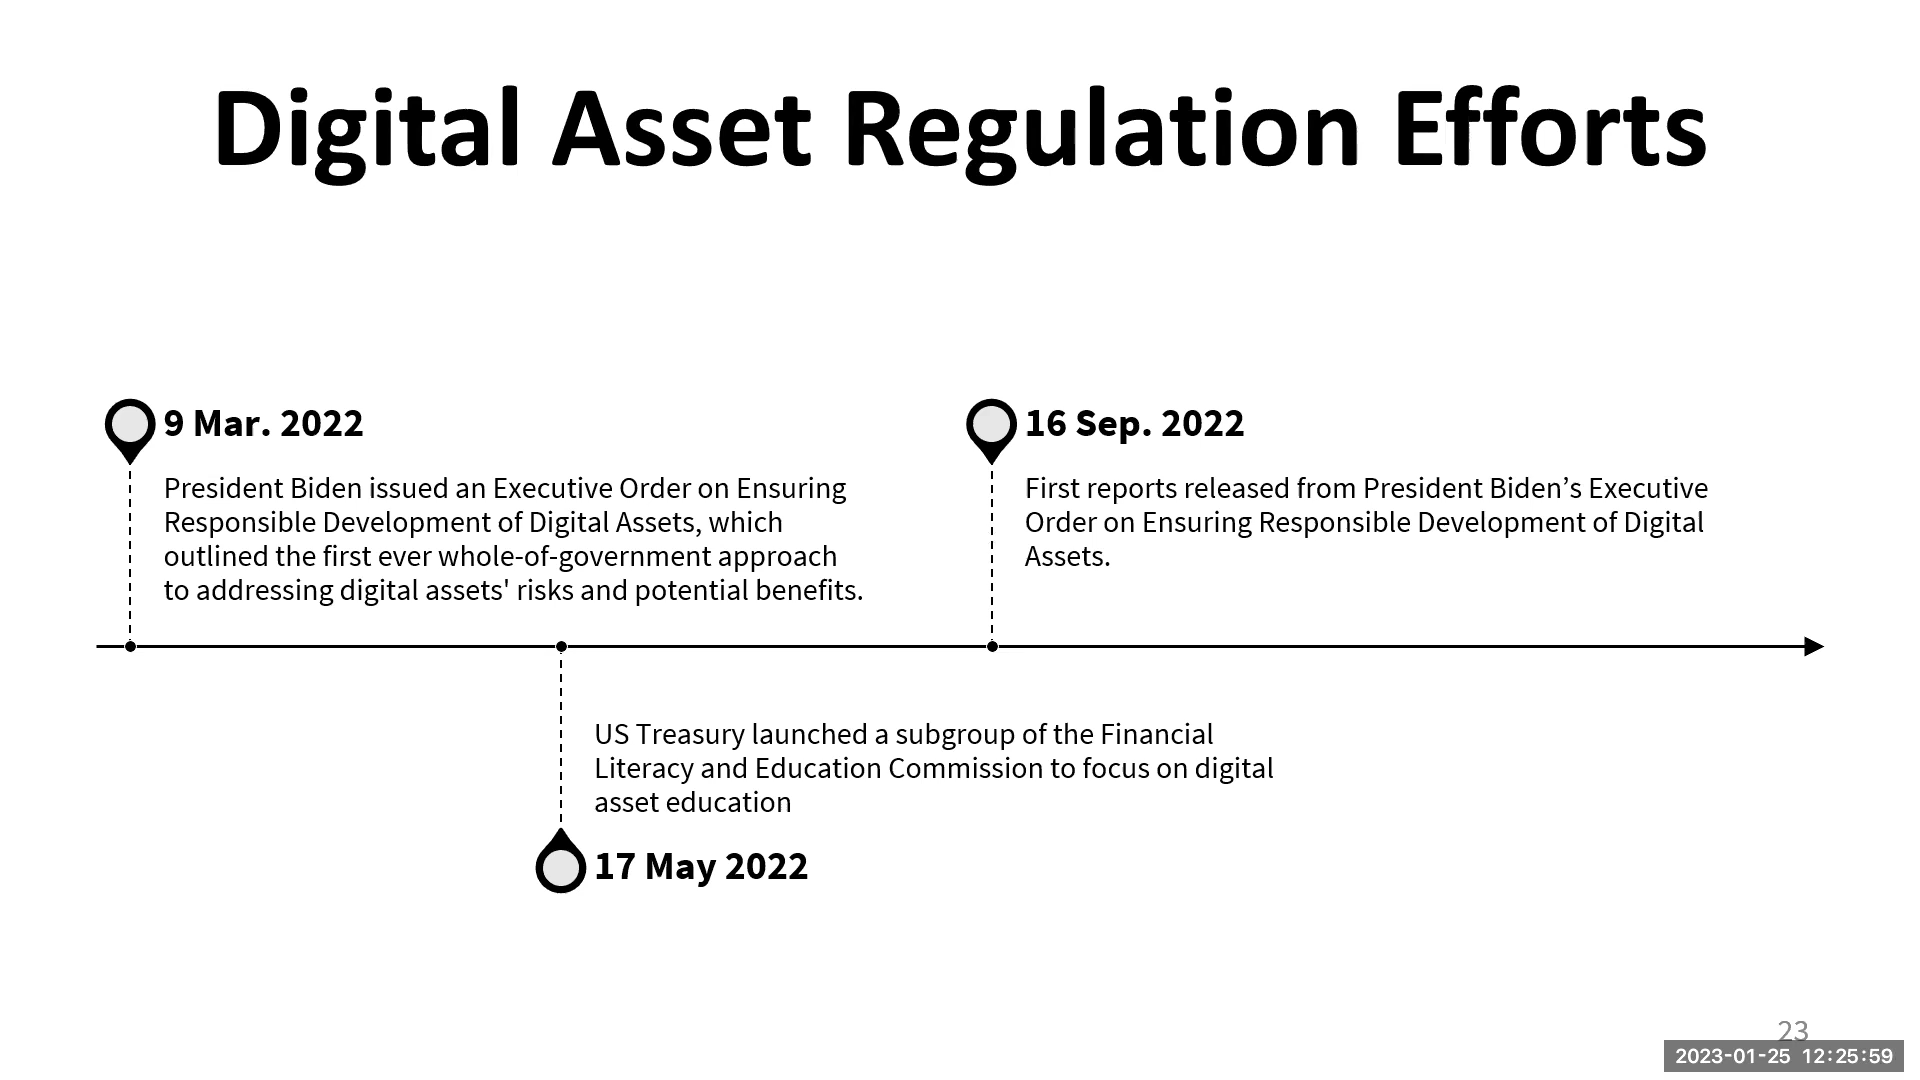 Digital Asset Regulation Efforts
9 Mar. 2022
President Biden issued an Executive Order on Ensuring
Responsible Development of Digital Assets, which
outlined the first ever whole-of-government approach
to addressing digital assets' risks and potential benefits.
16 Sep. 2022
First reports released from President Biden’s Executive
Order on Ensuring Responsible Development of Digital
Assets.
US Treasury launched a subgroup of the Financial
Literacy and Education Commission to focus on digital
asset education
17 May 2022
23
2023-01-25 12:25:59